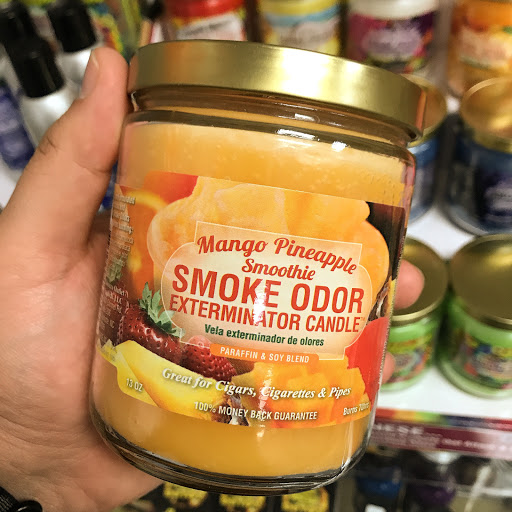 Mango Pineapple
Smoothie
SMOKE ODOR
EXTERMINATOR CANDLE
Vela exterminador de olores
PARAFFIN & SOY BLEND
Great for Cigars, Cigarettes & Pipes
13 oz
100% MONEY BACK GUARANTEE
Burns